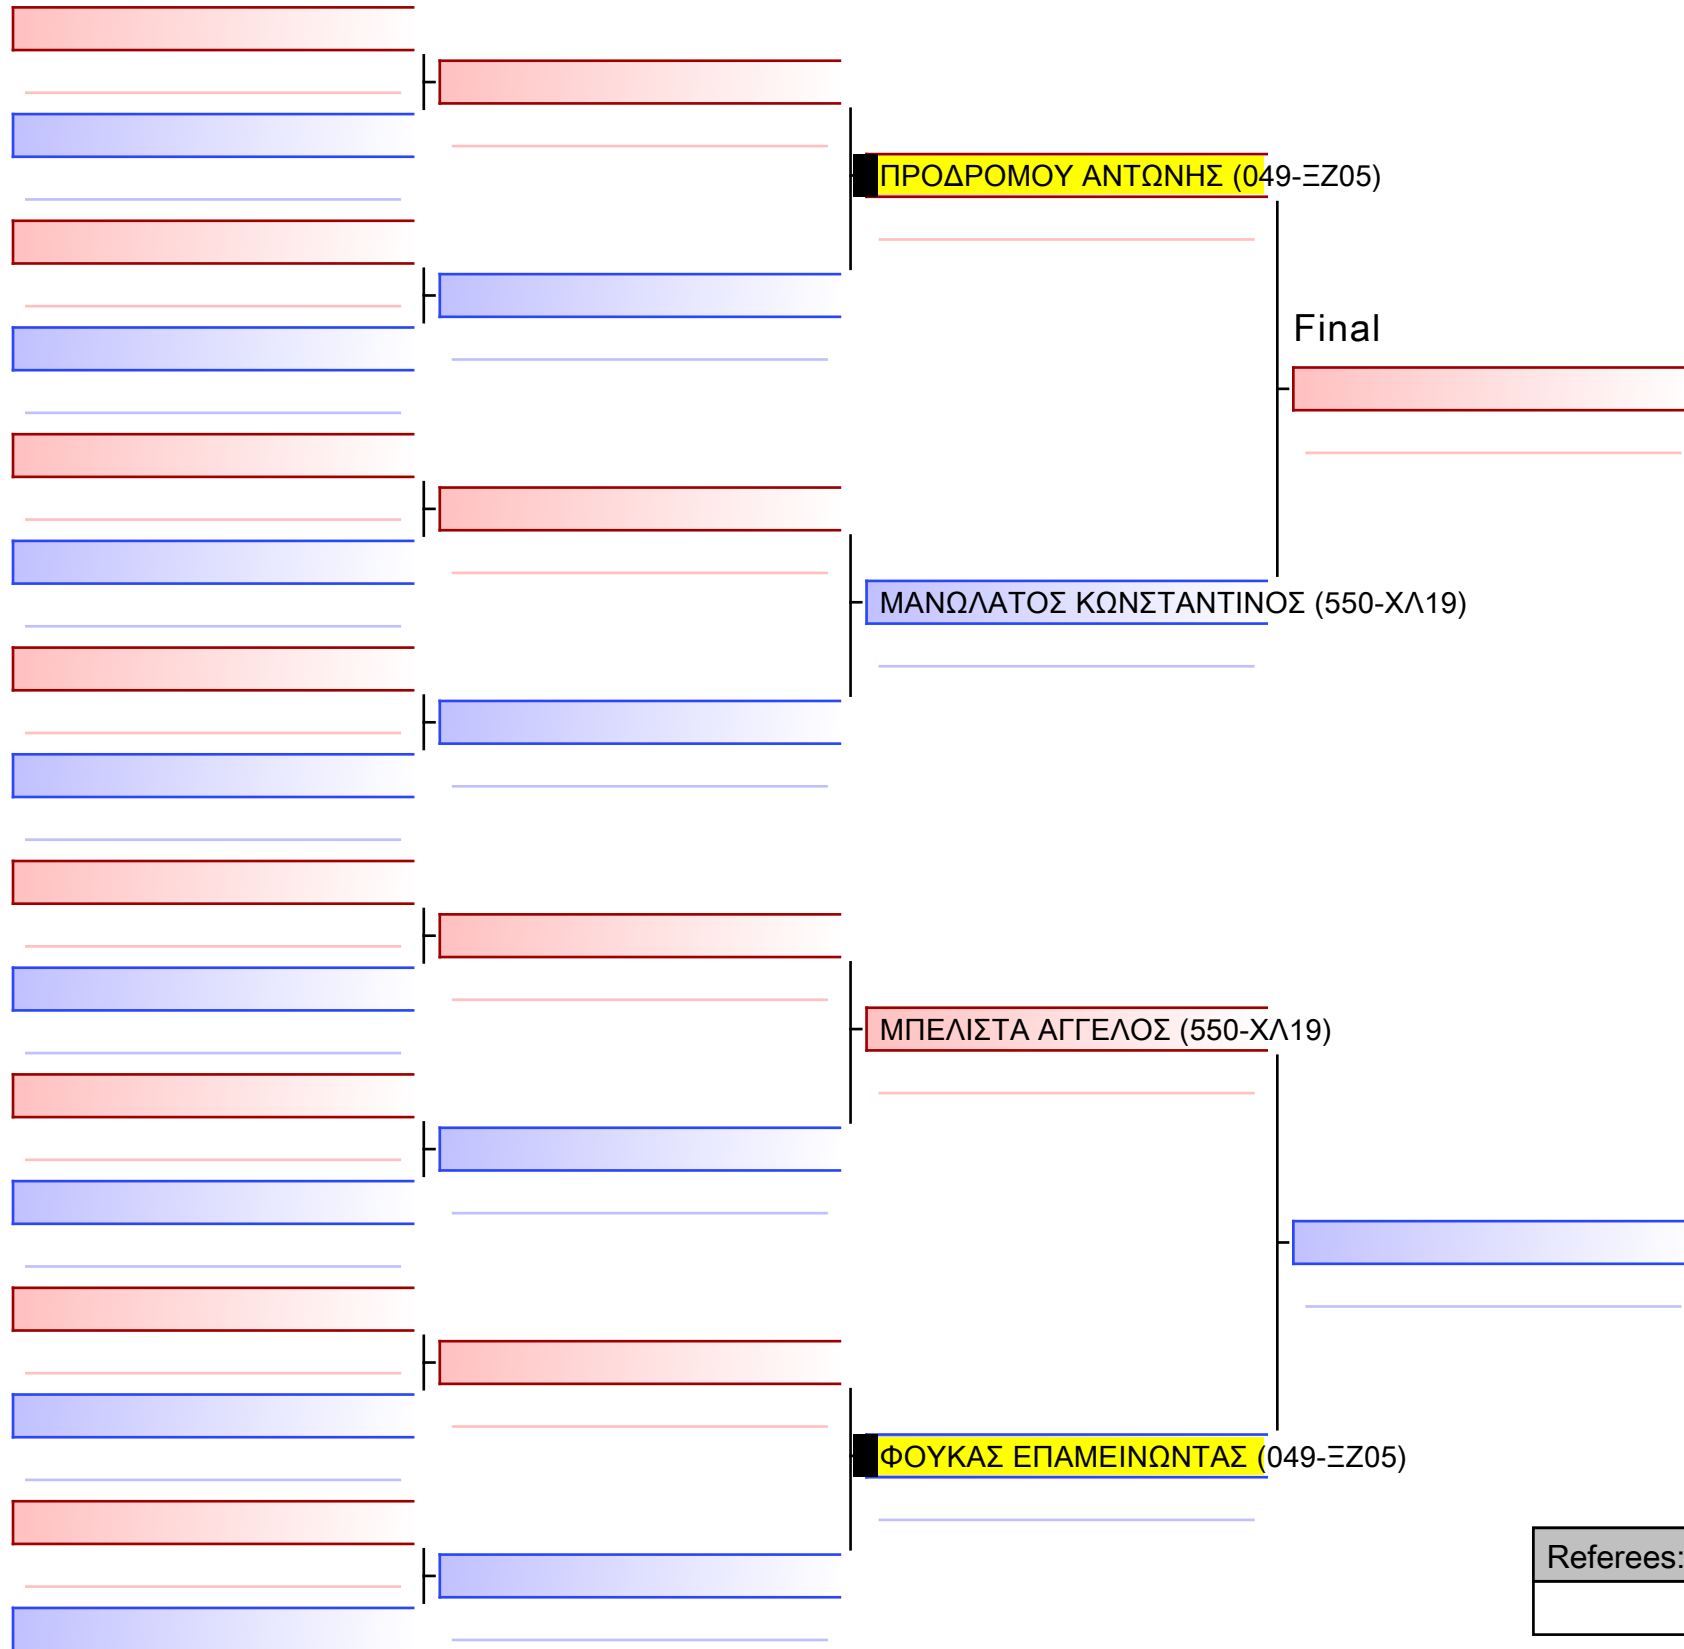 ΠΡΟΔΡΟΜΟΥ ΑΝΤΩΝΗΣ (049-ΞΖ05)
Final
ΜΑΝΩΛΑΤΟΣ ΚΩΝΣΤΑΝΤΙΝΟΣ (550-ΧΛ19)
ΜΠΕΛΙΣΤΑ ΑΓΓΕΛΟΣ (550-ΧΛ19)
ΦΟΥΚΑΣ ΕΠΑΜΕΙΝΩΝΤΑΣ (049-ΞΖ05)
Referees: